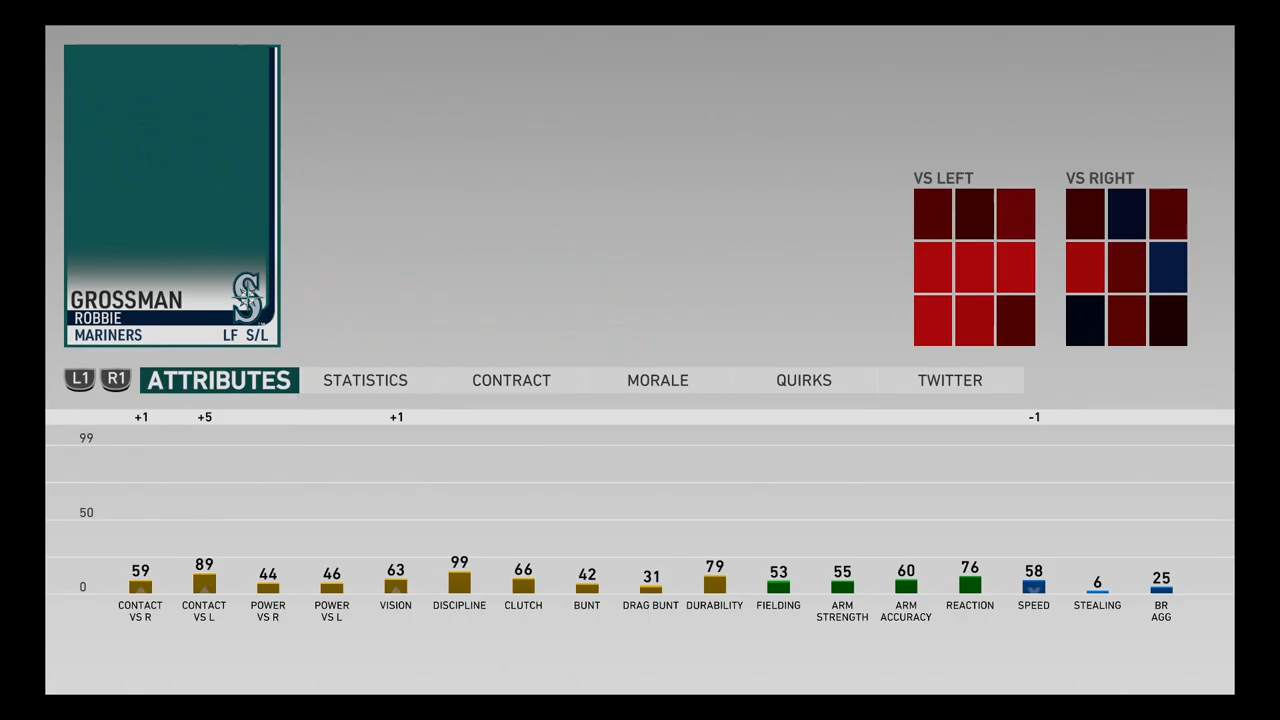 GROSSMAN
ROBBIE
MARINERS LF S/L
VS LEFT VS RIGHT
L1 R1 ATTRIBUTES STATISTICS CONTRACT MORALE QUIRKS TWITTER
+1 +5 +1 -1
99
50
0
59 89 44 46 63 99 66 42 31 79 53 55 60 76 58 6 25
CONTACT CONTACT POWER POWER VISION DISCIPLINE CLUTCH BUNT DRAG BUNT DURABILITY FIELDING ARM ARM REACTION SPEED STEALING BR
VS R VS L VS R VS L STRENGTH ACCURACY AGG